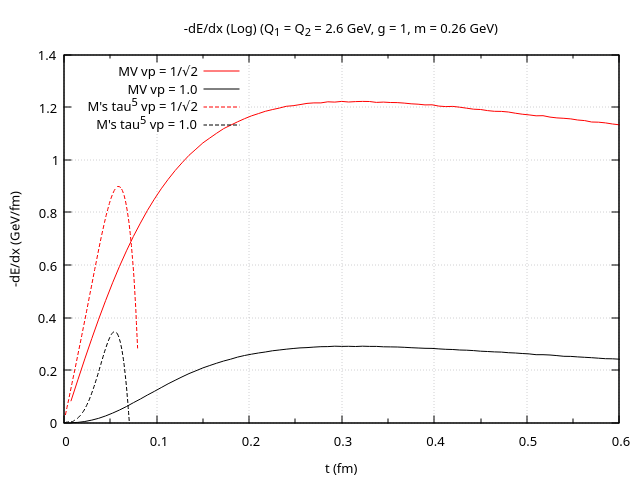 -dE/dx (Log) (Q₁ = Q₂ = 2.6 GeV, g = 1, m = 0.26 GeV)
MV vp = 1/√2
MV vp = 1.0
M's tau⁵ vp = 1/√2
M's tau⁵ vp = 1.0
1.4
1.2
1
0.8
0.6
0.4
0.2
0
-dE/dx (GeV/fm)
0 0.1 0.2 0.3 0.4 0.5 0.6
t (fm)